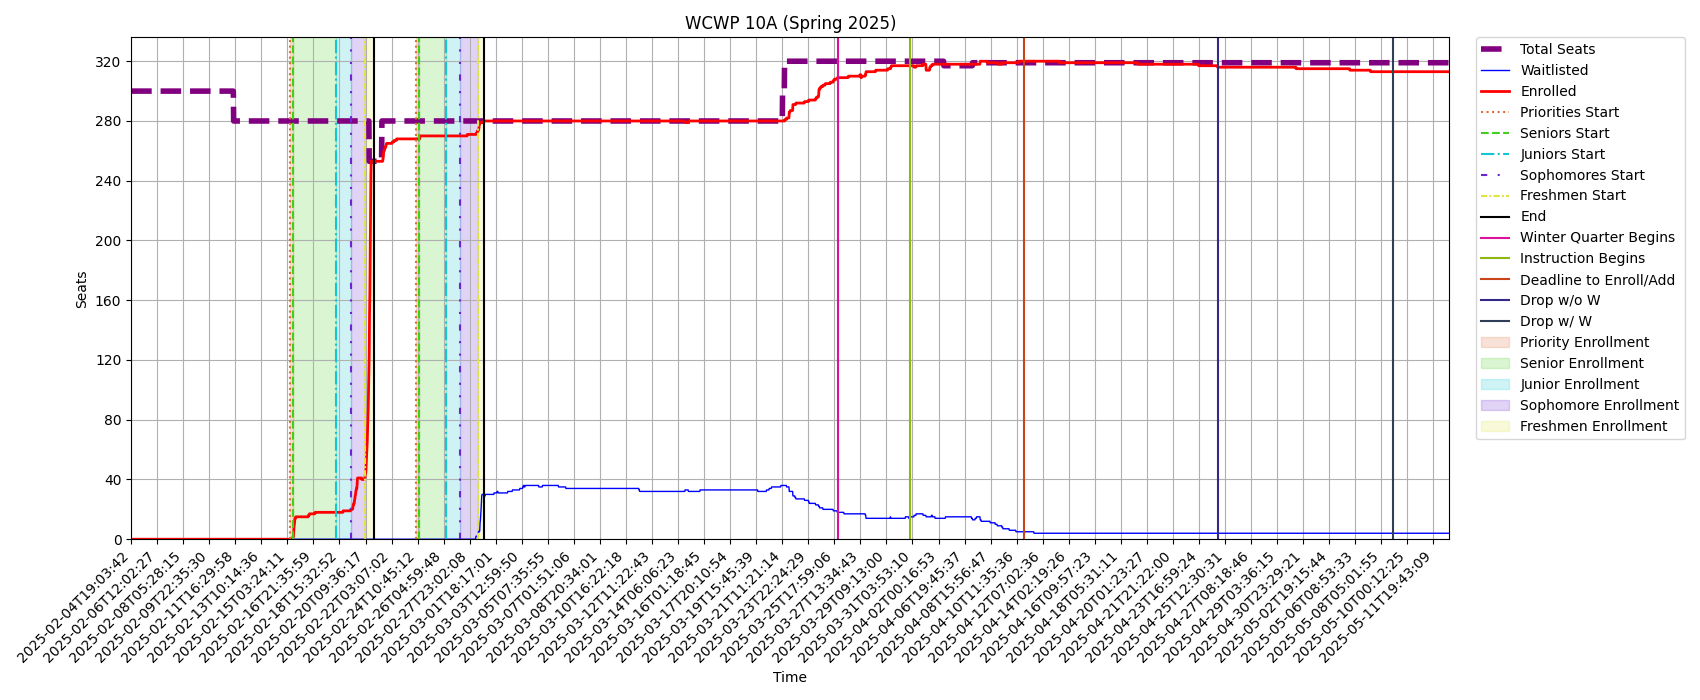 WCWP 10A (Spring 2025)
Seats
320
280
240
200
160
120
80
40
0
2025-02-04T19:03:42
2025-02-06T12:02:27
2025-02-08T05:28:15
2025-02-09T22:35:30
2025-02-11T16:29:58
2025-02-13T10:14:36
2025-02-15T03:24:11
2025-02-16T21:35:59
2025-02-18T15:32:52
2025-02-20T09:36:17
2025-02-22T03:07:02
2025-02-24T10:45:12
2025-02-26T04:59:48
2025-02-27T23:02:08
2025-03-01T18:17:01
2025-03-03T12:59:50
2025-03-05T07:35:55
2025-03-07T01:51:06
2025-03-08T20:34:01
2025-03-10T16:22:18
2025-03-12T11:22:43
2025-03-14T06:06:23
2025-03-16T01:18:45
2025-03-17T20:10:54
2025-03-19T15:45:39
2025-03-21T11:21:14
2025-03-23T22:24:29
2025-03-25T17:59:06
2025-03-27T13:34:43
2025-03-29T09:13:00
2025-03-31T03:53:10
2025-04-02T00:16:53
2025-04-06T19:45:37
2025-04-08T15:56:47
2025-04-10T11:35:36
2025-04-12T07:02:36
2025-04-14T02:19:26
2025-04-16T09:57:23
2025-04-18T05:31:11
2025-04-20T01:23:27
2025-04-21T21:22:00
2025-04-23T16:59:24
2025-04-25T12:30:31
2025-04-27T08:18:46
2025-04-29T03:36:15
2025-04-30T23:29:21
2025-05-02T19:15:44
2025-05-06T08:53:33
2025-05-08T05:01:55
2025-05-10T00:12:25
2025-05-11T19:43:09
Time
Total Seats
Waitlisted
Enrolled
Priorities Start
Seniors Start
Juniors Start
Sophomores Start
Freshmen Start
End
Winter Quarter Begins
Instruction Begins
Deadline to Enroll/Add
Drop w/o W
Drop w/ W
Priority Enrollment
Senior Enrollment
Junior Enrollment
Sophomore Enrollment
Freshmen Enrollment